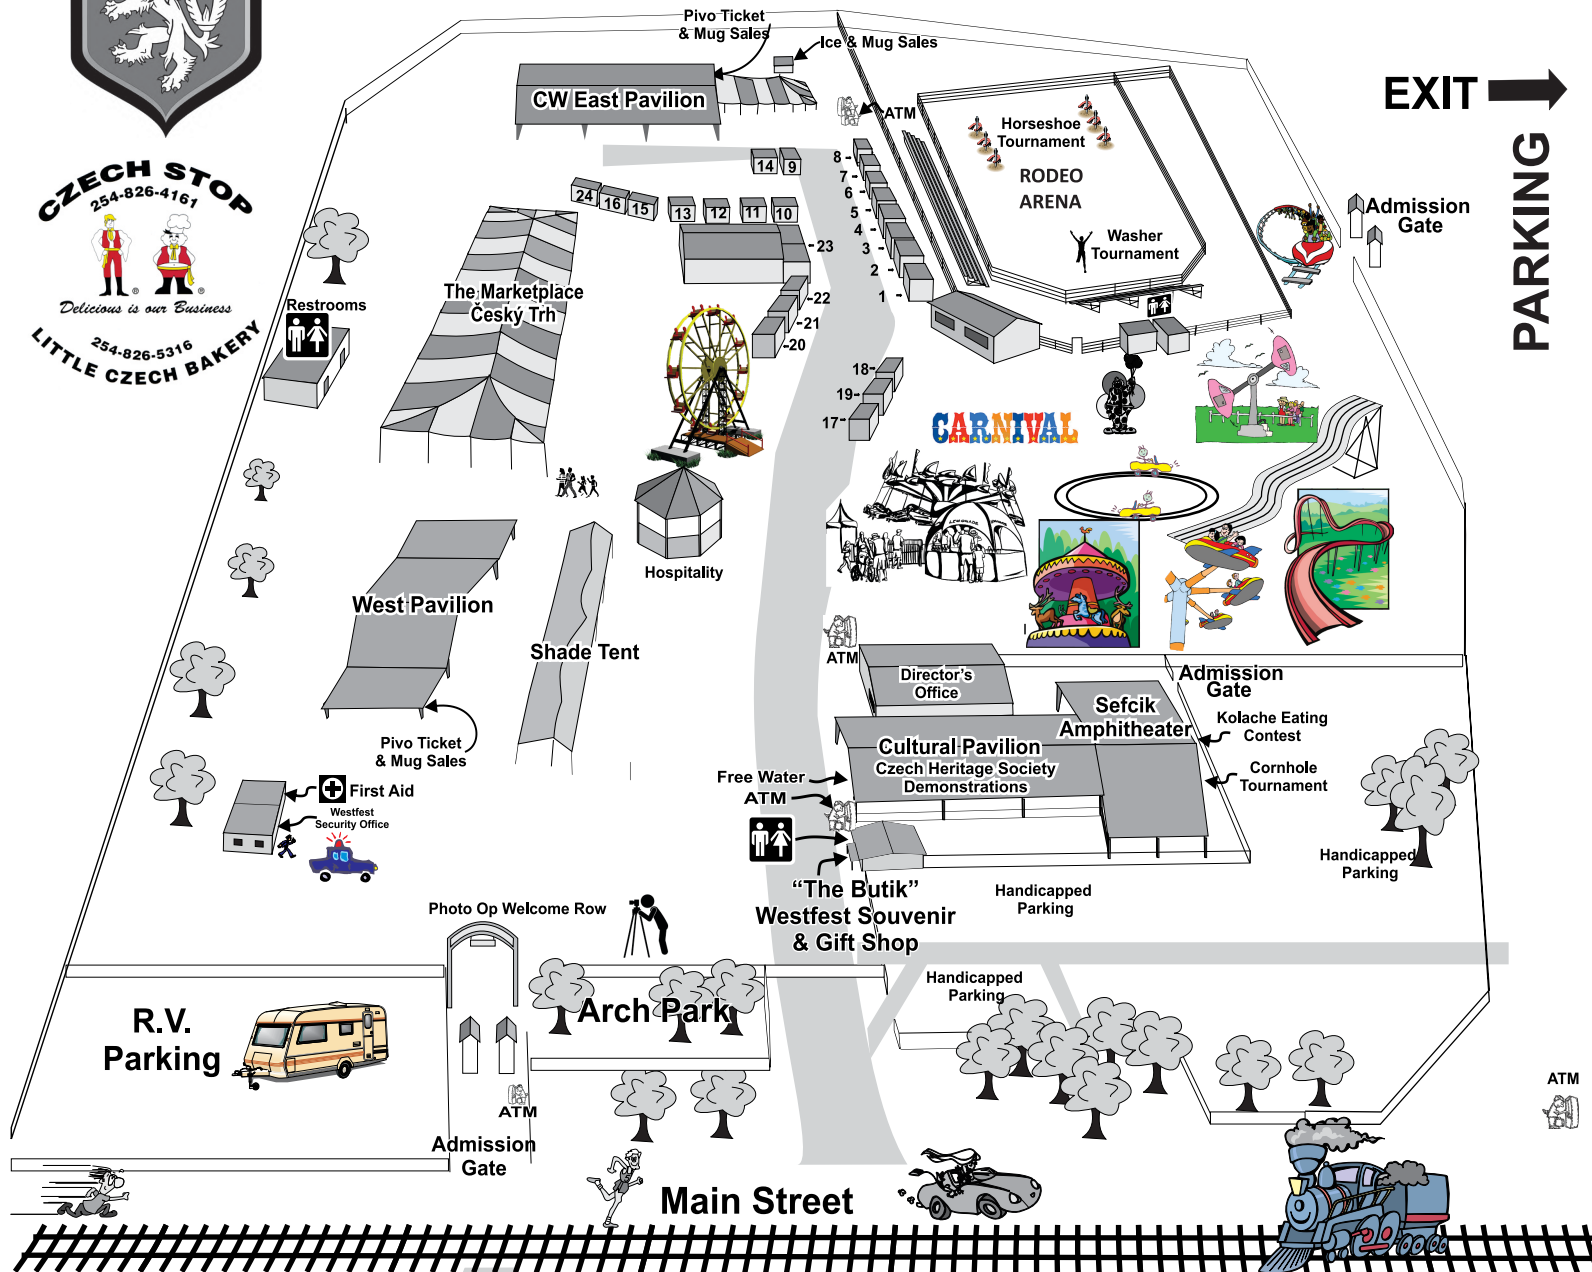 Pivo Ticket
& Mug Sales
Ice & Mug Sales
CW East Pavilion
ATM
EXIT
PARKING
Horseshoe
Tournament
RODEO
ARENA
Washer
Tournament
Admission
Gate
CZECH STOP
254-826-4161
®
®
Delicious is our Business
254-826-5316
LITTLE CZECH BAKERY
8
7
6
5
4
3
2
1
14
9
24
16
15
13
12
11
10
23
22
21
20
18
19
17
Restrooms
The Marketplace
Český Trh
CARNIVAL
LEMONADE
Hospitality
West Pavilion
Shade Tent
ATM
Director's
Office
Admission
Gate
Sefcik
Amphitheater
Kolache Eating
Contest
Cultural Pavilion
Czech Heritage Society
Demonstrations
Cornhole
Tournament
Pivo Ticket
& Mug Sales
Free Water
ATM
First Aid
Westfest
Security Office
Handicapped
Parking
“The Butik”
Westfest Souvenir
& Gift Shop
Handicapped
Parking
Photo Op Welcome Row
Handicapped
Parking
R.V.
Parking
Arch Park
ATM
ATM
Admission
Gate
Main Street